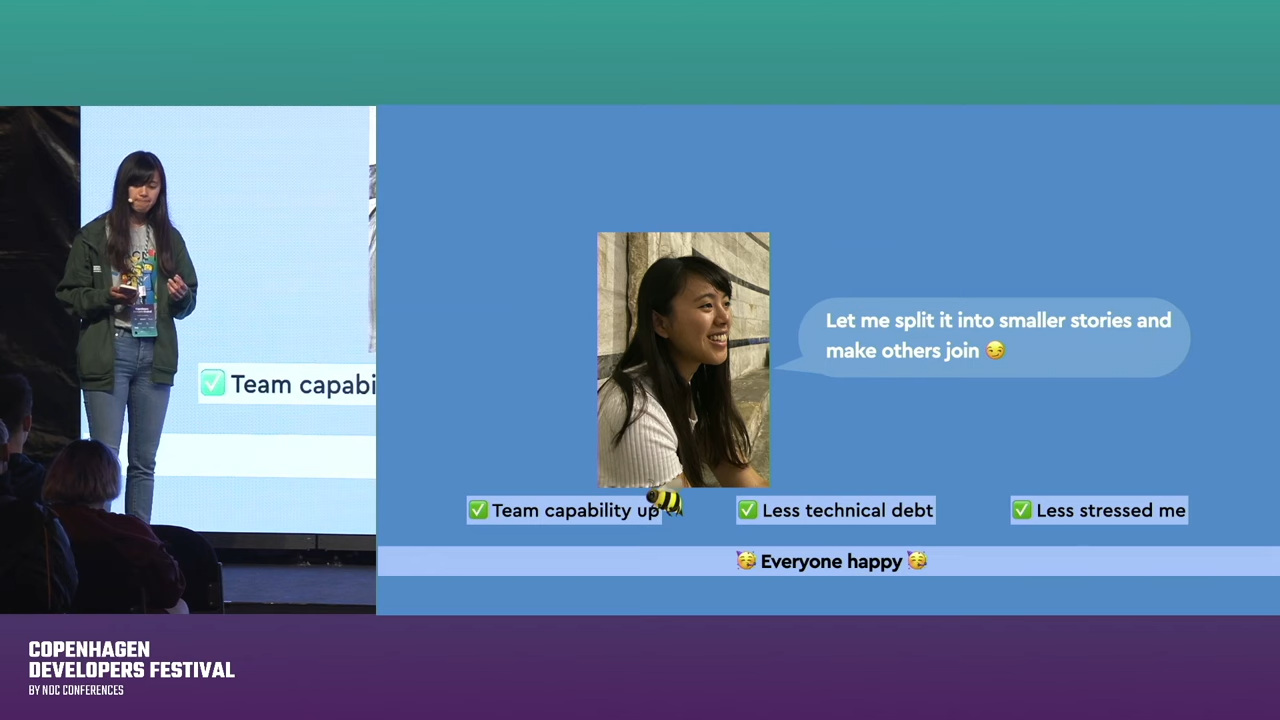 ✅ Team capabi
Let me split it into smaller stories and
make others join 😏
✅ Team capability up
✅ Less technical debt
✅ Less stressed me
🥳 Everyone happy 🥳
COPENHAGEN
DEVELOPERS FESTIVAL
BY NDC CONFERENCES